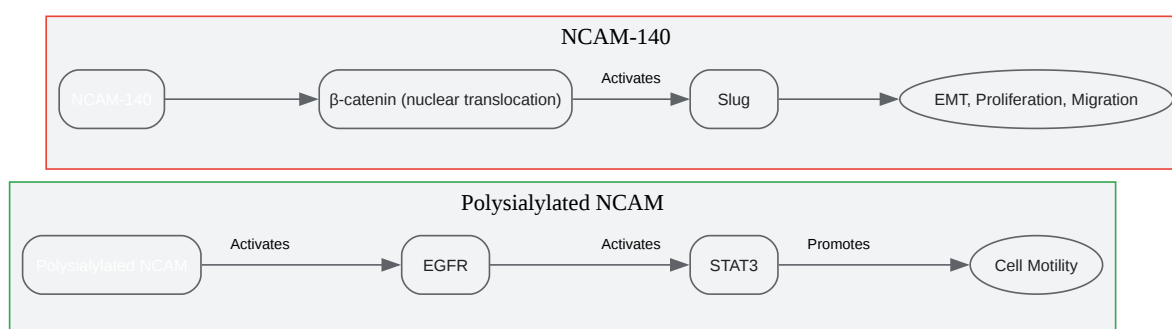 NCAM-140
NCAM-140
β-catenin (nuclear translocation)
Activates
Slug
EMT, Proliferation, Migration
Polysialylated NCAM
Polysialylated NCAM
Activates
EGFR
Activates
STAT3
Promotes
Cell Motility